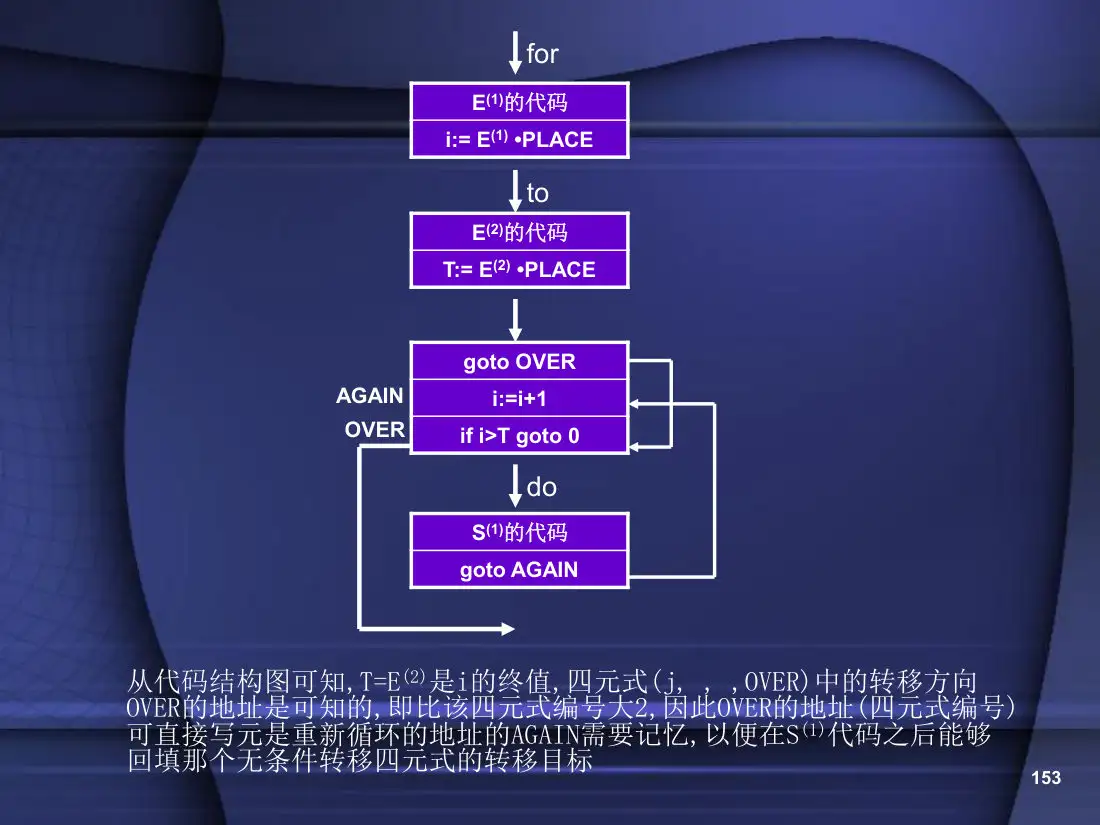 for
E⁽¹⁾的代码
i:= E⁽¹⁾ •PLACE
to
E⁽²⁾的代码
T:= E⁽²⁾ •PLACE
goto OVER
AGAIN
i:=i+1
OVER
if i>T goto 0
do
S⁽¹⁾的代码
goto AGAIN
从代码结构图可知,T=E⁽²⁾是i的终值,四元式(j, , ,OVER)中的转移方向
OVER的地址是可知的,即比该四元式编号大2,因此OVER的地址(四元式编号)
可直接写元是重新循环的地址的AGAIN需要记忆,以便在S⁽¹⁾代码之后能够
回填那个无条件转移四元式的转移目标
153